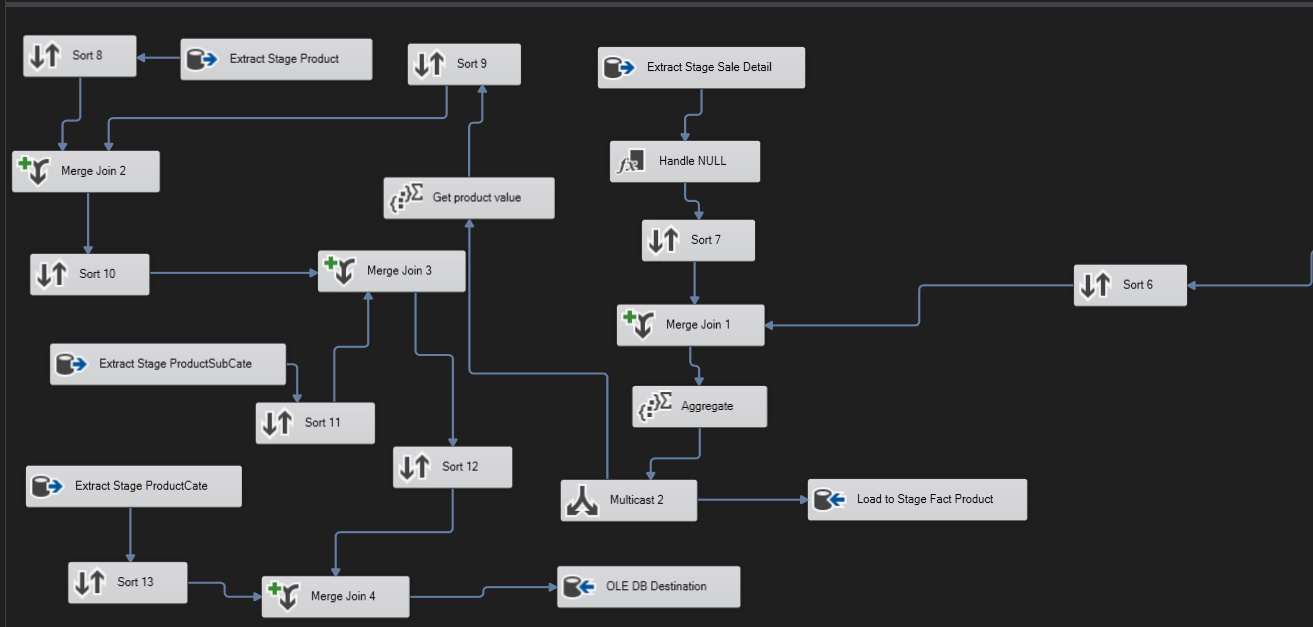 Sort 8
Extract Stage Product
Sort 9
Extract Stage Sale Detail
Merge Join 2
Handle NULL
Get product value
Sort 7
Sort 10
Merge Join 3
Sort 6
Merge Join 1
Extract Stage ProductSubCate
Aggregate
Sort 11
Sort 12
Extract Stage ProductCate
Multicast 2
Load to Stage Fact Product
Sort 13
Merge Join 4
OLE DB Destination